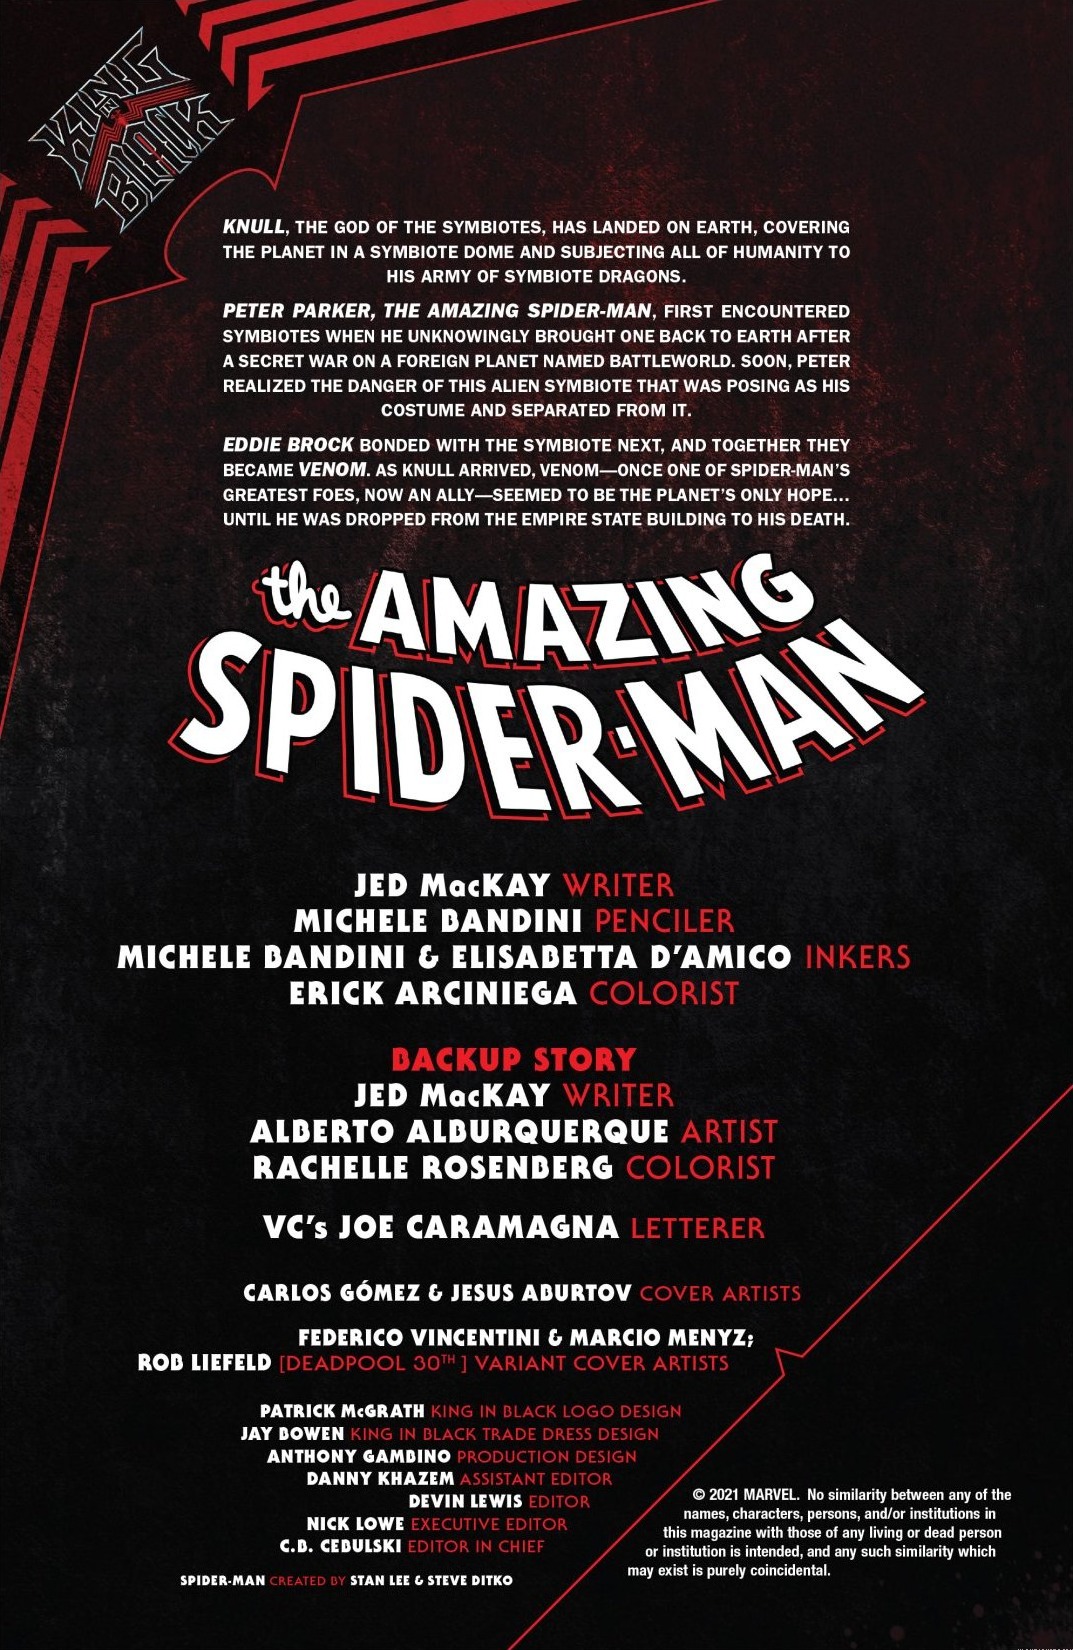 KING
IN
BLACK
KNULL, THE GOD OF THE SYMBIOTES, HAS LANDED ON EARTH, COVERING
THE PLANET IN A SYMBIOTE DOME AND SUBJECTING ALL OF HUMANITY TO
HIS ARMY OF SYMBIOTE DRAGONS.
PETER PARKER, THE AMAZING SPIDER-MAN, FIRST ENCOUNTERED
SYMBIOTES WHEN HE UNKNOWINGLY BROUGHT ONE BACK TO EARTH AFTER
A SECRET WAR ON A FOREIGN PLANET NAMED BATTLEWORLD. SOON, PETER
REALIZED THE DANGER OF THIS ALIEN SYMBIOTE THAT WAS POSING AS HIS
COSTUME AND SEPARATED FROM IT.
EDDIE BROCK BONDED WITH THE SYMBIOTE NEXT, AND TOGETHER THEY
BECAME VENOM. AS KNULL ARRIVED, VENOM—ONCE ONE OF SPIDER-MAN'S
GREATEST FOES, NOW AN ALLY—SEEMED TO BE THE PLANET'S ONLY HOPE...
UNTIL HE WAS DROPPED FROM THE EMPIRE STATE BUILDING TO HIS DEATH.
the AMAZING
SPIDER-MAN
JED MacKAY WRITER
MICHELE BANDINI PENCILER
MICHELE BANDINI & ELISABETTA D'AMICO INKERS
ERICK ARCINIEGA COLORIST
BACKUP STORY
JED MacKAY WRITER
ALBERTO ALBURQUERQUE ARTIST
RACHELLE ROSENBERG COLORIST
VC's JOE CARAMAGNA LETTERER
CARLOS GÓMEZ & JESUS ABURTOV COVER ARTISTS
FEDERICO VINCENTINI & MARCIO MENYZ;
ROB LIEFELD [DEADPOOL 30TH ] VARIANT COVER ARTISTS
PATRICK McGRATH KING IN BLACK LOGO DESIGN
JAY BOWEN KING IN BLACK TRADE DRESS DESIGN
ANTHONY GAMBINO PRODUCTION DESIGN
DANNY KHAZEM ASSISTANT EDITOR
DEVIN LEWIS EDITOR
NICK LOWE EXECUTIVE EDITOR
C.B. CEBULSKI EDITOR IN CHIEF
SPIDER-MAN CREATED BY STAN LEE & STEVE DITKO
© 2021 MARVEL. No similarity between any of the
names, characters, persons, and/or institutions in
this magazine with those of any living or dead person
or institution is intended, and any such similarity which
may exist is purely coincidental.